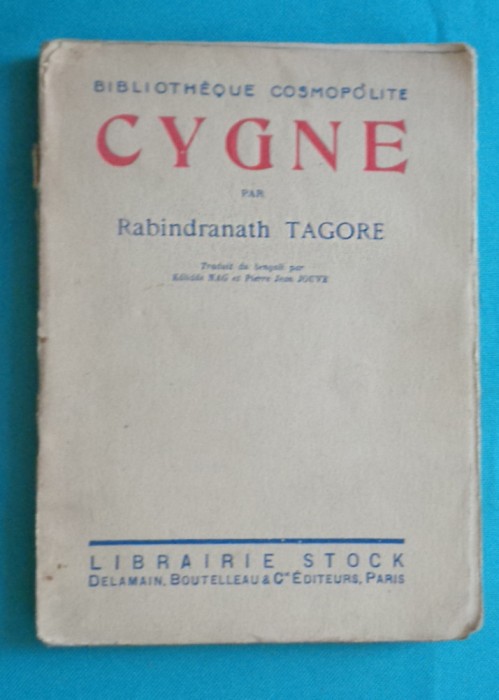 BIBLIOTHÈQUE COSMOPOLITE
CYGNE
PAR
Rabindranath TAGORE
Traduit du bengali par
Kâlidâs NAG et Pierre Jean JOUVE
LIBRAIRIE STOCK
DELAMAIN, BOUTELLEAU & Cie ÉDITEURS, PARIS